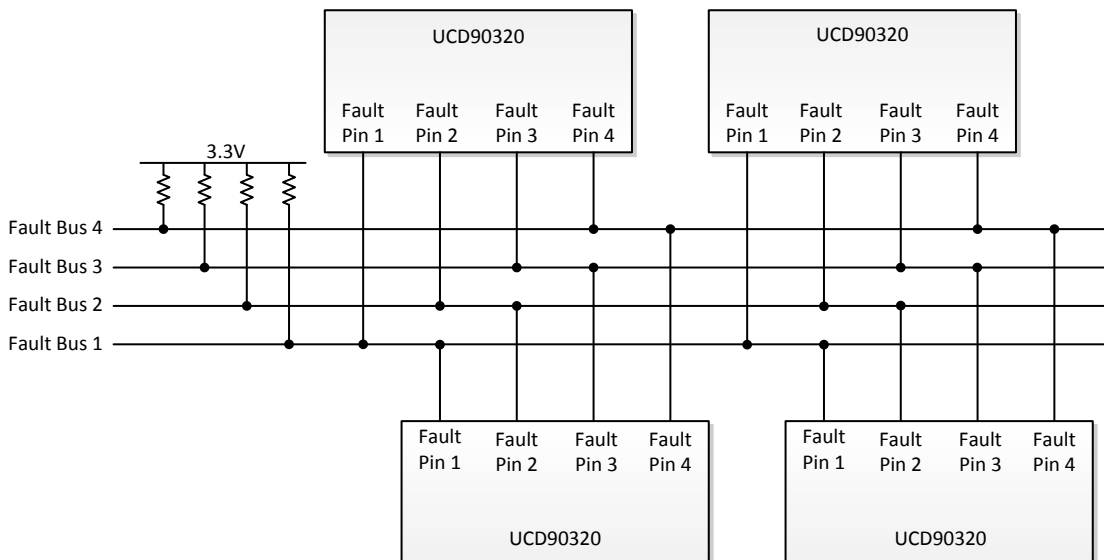 UCD90320
UCD90320
Fault Pin 1
Fault Pin 2
Fault Pin 3
Fault Pin 4
Fault Pin 1
Fault Pin 2
Fault Pin 3
Fault Pin 4
3.3V
Fault Bus 4
Fault Bus 3
Fault Bus 2
Fault Bus 1
Fault Pin 1
Fault Pin 2
Fault Pin 3
Fault Pin 4
Fault Pin 1
Fault Pin 2
Fault Pin 3
Fault Pin 4
UCD90320
UCD90320